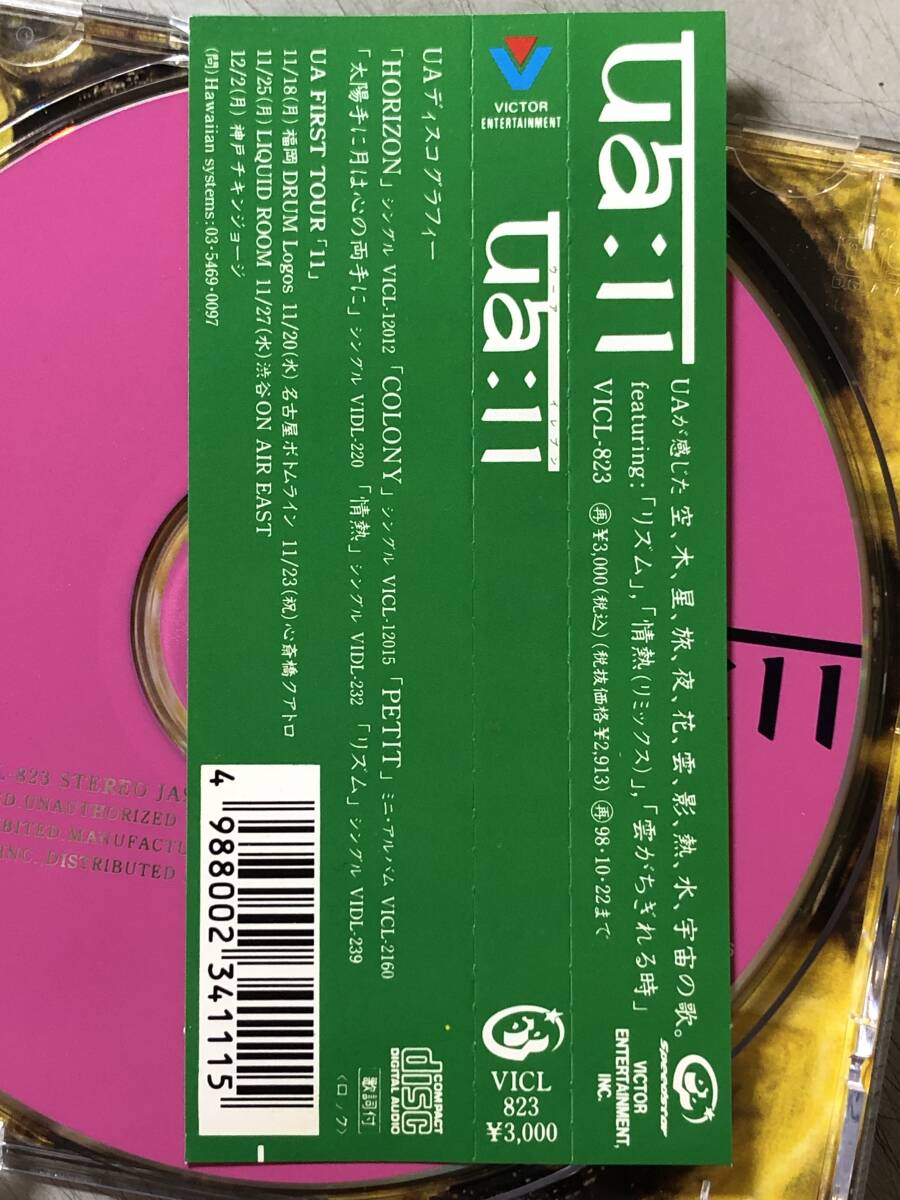 ua:11
UAが感じた空、木、星、旅、夜、花、雲、影、熱、水、宇宙の歌。
featuring:「リズム」,「情熱(リミックス)」,「雲がちぎれる時」
VICL-823 再¥3,000(税込)(税抜価格¥2,913)再98・10・22まで
speedstar
VICTOR
ENTERTAINMENT,
INC.
VICTOR
ENTERTAINMENT
ua:11
ウーア イレブン
VICL
823
¥3,000
UAディスコグラフィー
「HORIZON」シングル VICL-12012 「COLONY」シングル VICL-12015 「PETIT」ミニ・アルバム VICL-2160
「太陽手に月は心の両手に」シングル VIDL-220 「情熱」シングル VIDL-232 「リズム」シングル VIDL-239
UA FIRST TOUR「11」
11/18(月)福岡 DRUM Logos 11/20(水)名古屋ボトムライン 11/23(祝)心斎橋クアトロ
11/25(月)LIQUID ROOM 11/27(水)渋谷ON AIR EAST
12/2(月)神戸チキンジョージ
(問)Hawaiian systems:03-5469-0097
COMPACT
disc
DIGITAL AUDIO
歌詞付
〈ロック〉
4 988002 341115
-823 STEREO JAS
UNAUTHORIZED
BITED.MANUFACTU
INC., DISTRIBUTED